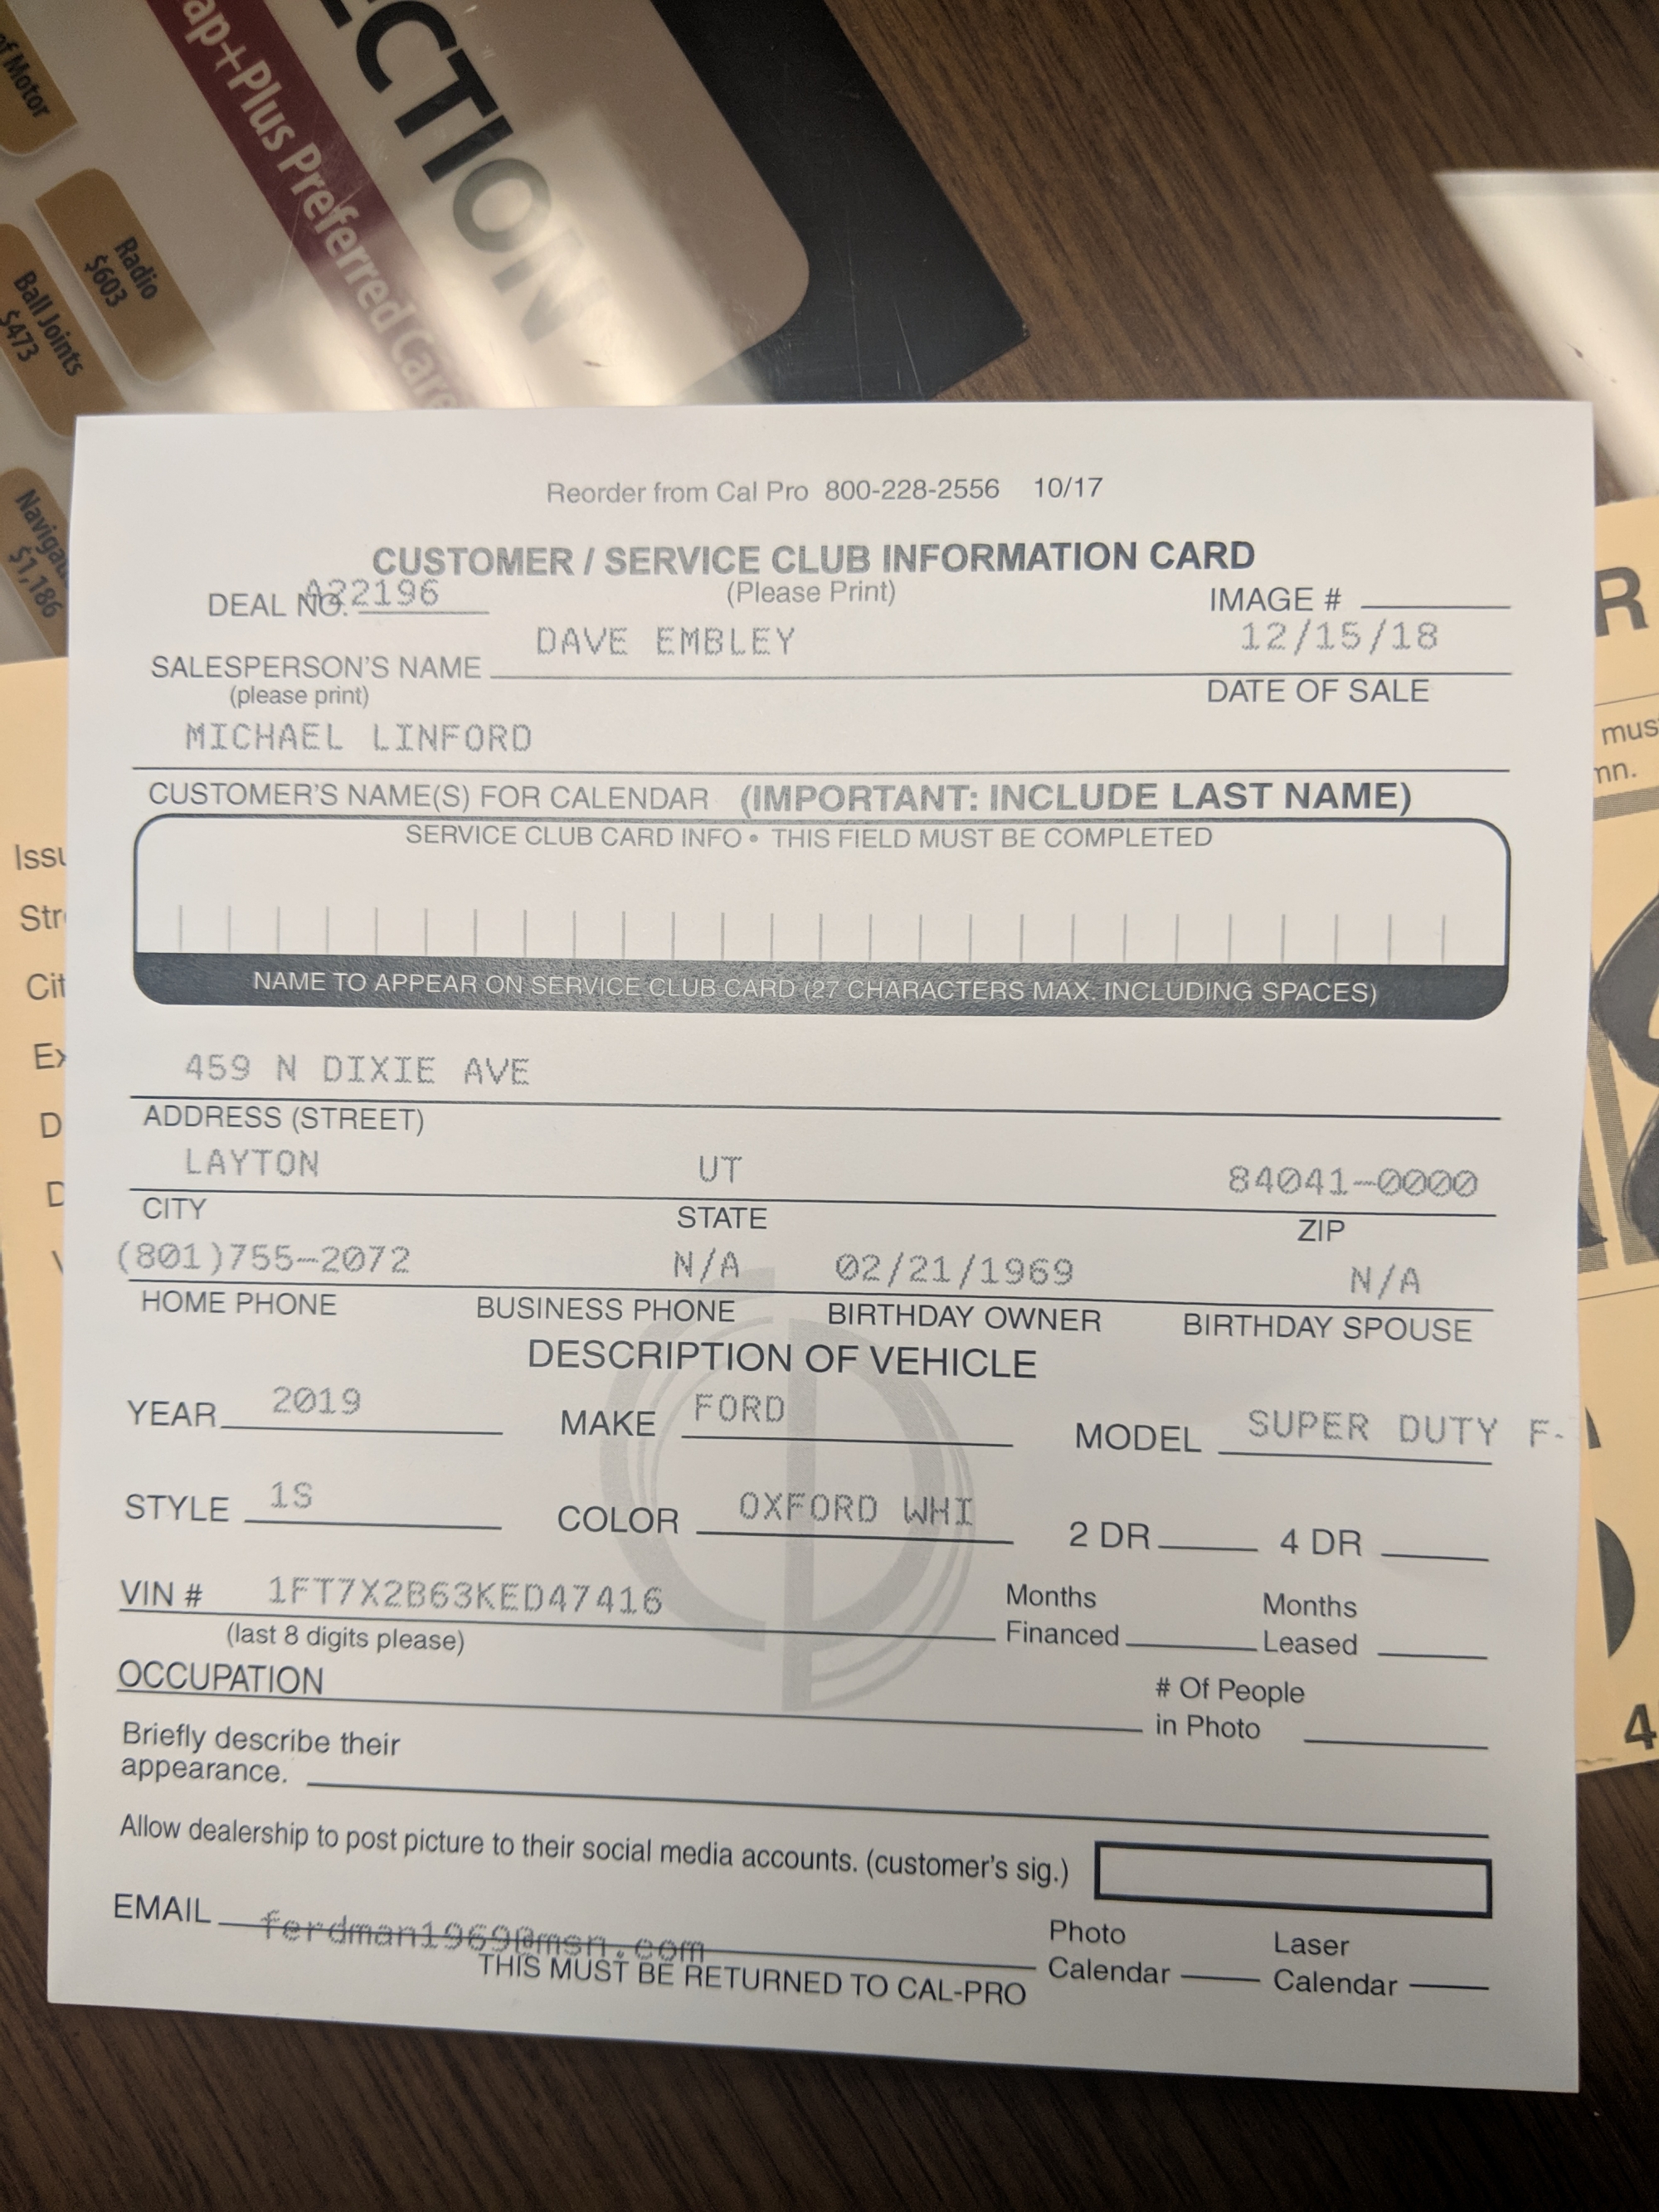 of Motor
ECTION
ap+Plus Preferred Care
Radio
$603
Ball Joints
$473
$1,186
Reorder from Cal Pro 800-228-2556 10/17
CUSTOMER / SERVICE CLUB INFORMATION CARD
DEAL NO. A22196 (Please Print) IMAGE #
DAVE EMBLEY 12/15/18
SALESPERSON'S NAME
(please print) DATE OF SALE
MICHAEL LINFORD
CUSTOMER'S NAME(S) FOR CALENDAR (IMPORTANT: INCLUDE LAST NAME)
SERVICE CLUB CARD INFO • THIS FIELD MUST BE COMPLETED
NAME TO APPEAR ON SERVICE CLUB CARD (27 CHARACTERS MAX. INCLUDING SPACES)
459 N DIXIE AVE
ADDRESS (STREET)
LAYTON UT 84041-0000
CITY STATE ZIP
(801)755-2072 N/A 02/21/1969 N/A
HOME PHONE BUSINESS PHONE BIRTHDAY OWNER BIRTHDAY SPOUSE
DESCRIPTION OF VEHICLE
YEAR 2019 MAKE FORD MODEL SUPER DUTY F-
STYLE 1S COLOR OXFORD WHI 2 DR 4 DR
VIN # 1FT7X2B63KED47416 Months Financed Months Leased
(last 8 digits please)
OCCUPATION # Of People in Photo
Briefly describe their
appearance.
Allow dealership to post picture to their social media accounts. (customer's sig.)
EMAIL ferdman1969@msn.com Photo Calendar Laser Calendar
THIS MUST BE RETURNED TO CAL-PRO